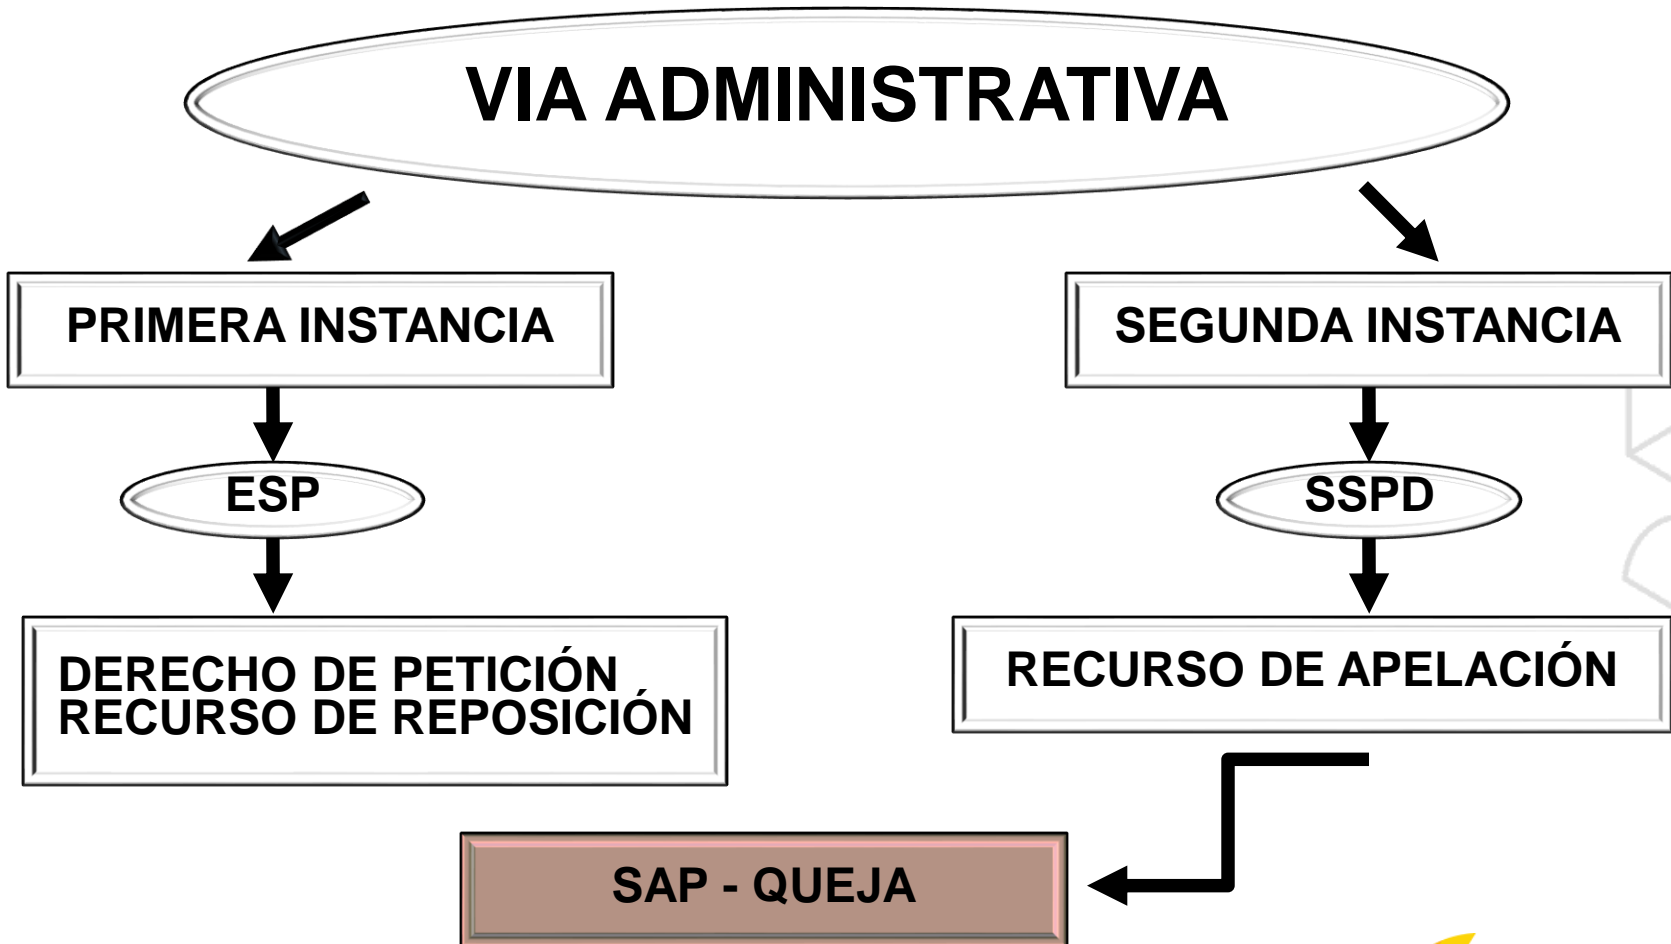 VIA ADMINISTRATIVA
PRIMERA INSTANCIA
SEGUNDA INSTANCIA
ESP
SSPD
DERECHO DE PETICIÓN
RECURSO DE REPOSICIÓN
RECURSO DE APELACIÓN
SAP - QUEJA